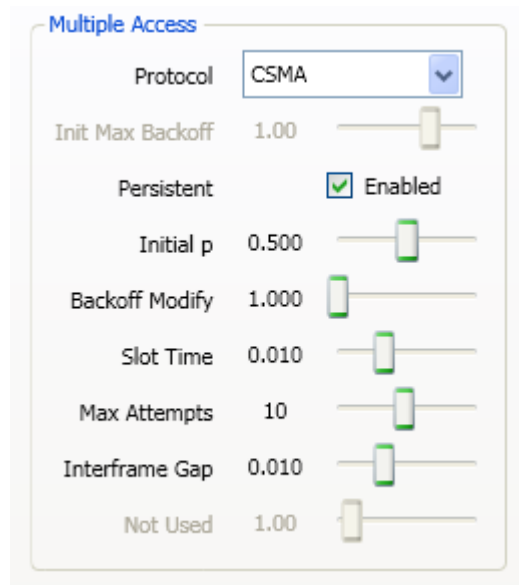 Multiple Access
Protocol CSMA
Init Max Backoff 1.00
Persistent Enabled
Initial p 0.500
Backoff Modify 1.000
Slot Time 0.010
Max Attempts 10
Interframe Gap 0.010
Not Used 1.00